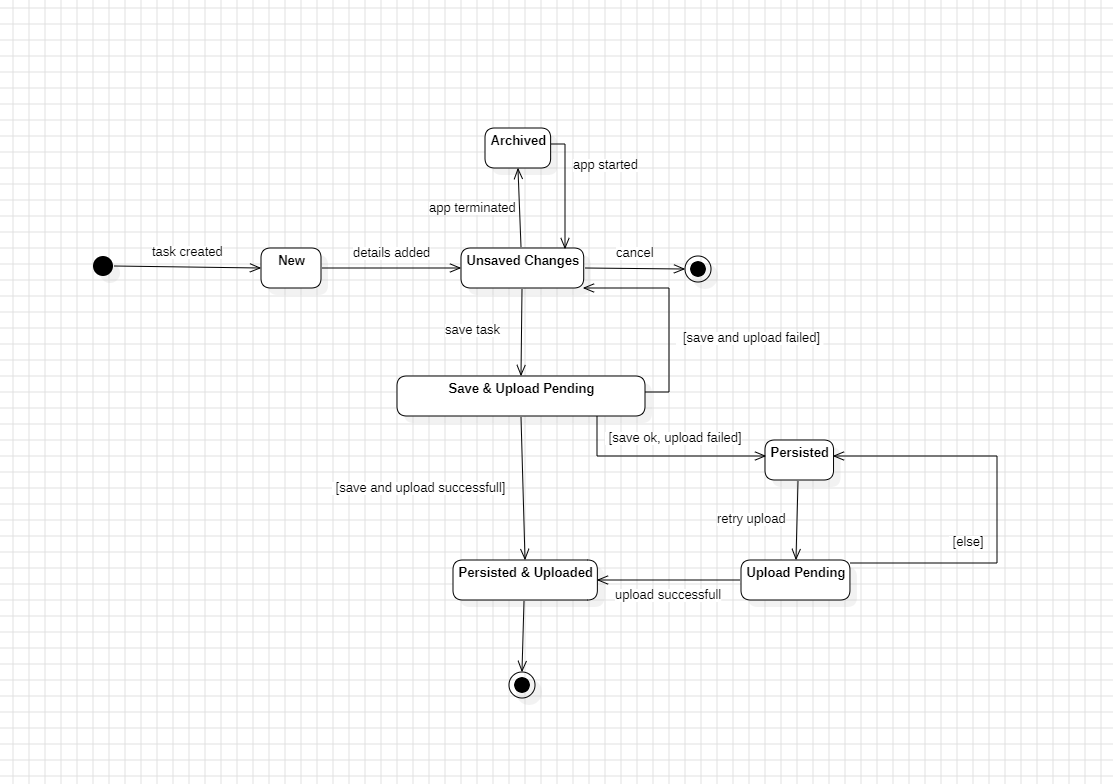 Archived
app started
app terminated
task created
New
details added
Unsaved Changes
cancel
save task
[save and upload failed]
Save & Upload Pending
[save ok, upload failed]
Persisted
[save and upload successfull]
retry upload
[else]
Persisted & Uploaded
Upload Pending
upload successfull